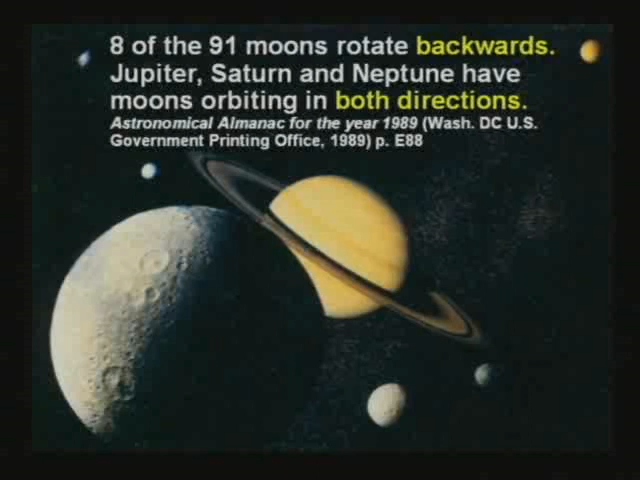 8 of the 91 moons rotate backwards.
Jupiter, Saturn and Neptune have
moons orbiting in both directions.
Astronomical Almanac for the year 1989 (Wash. DC U.S.
Government Printing Office, 1989) p. E88